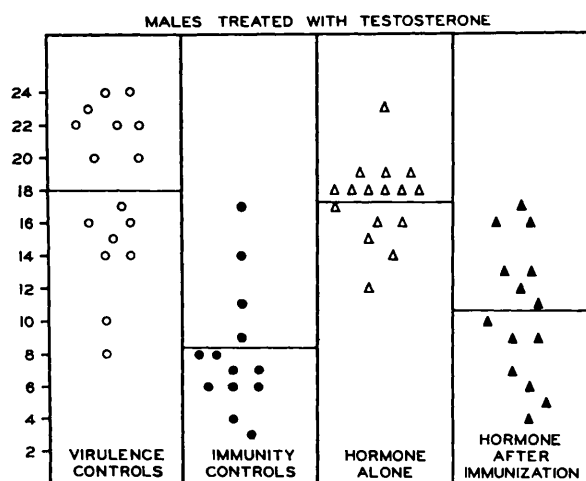 MALES TREATED WITH TESTOSTERONE
24
22
20
18
16
14
12
10
8
6
4
2
VIRULENCE
CONTROLS
IMMUNITY
CONTROLS
HORMONE
ALONE
HORMONE
AFTER
IMMUNIZATION